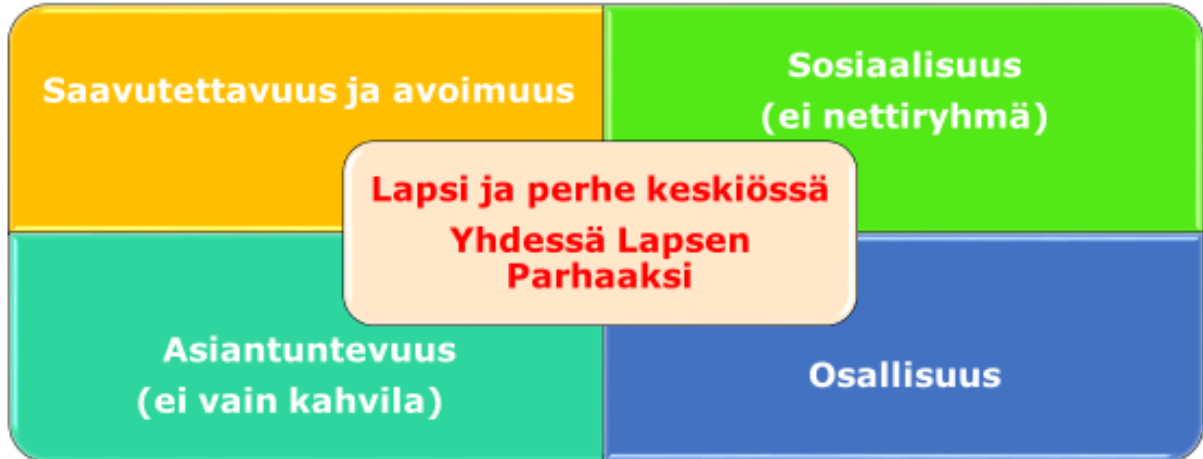 Saavutettavuus ja avoimuus
Sosiaalisuus
(ei nettiryhmä)
Lapsi ja perhe keskiössä
Yhdessä Lapsen
Parhaaksi
Asiantuntevuus
(ei vain kahvila)
Osallisuus